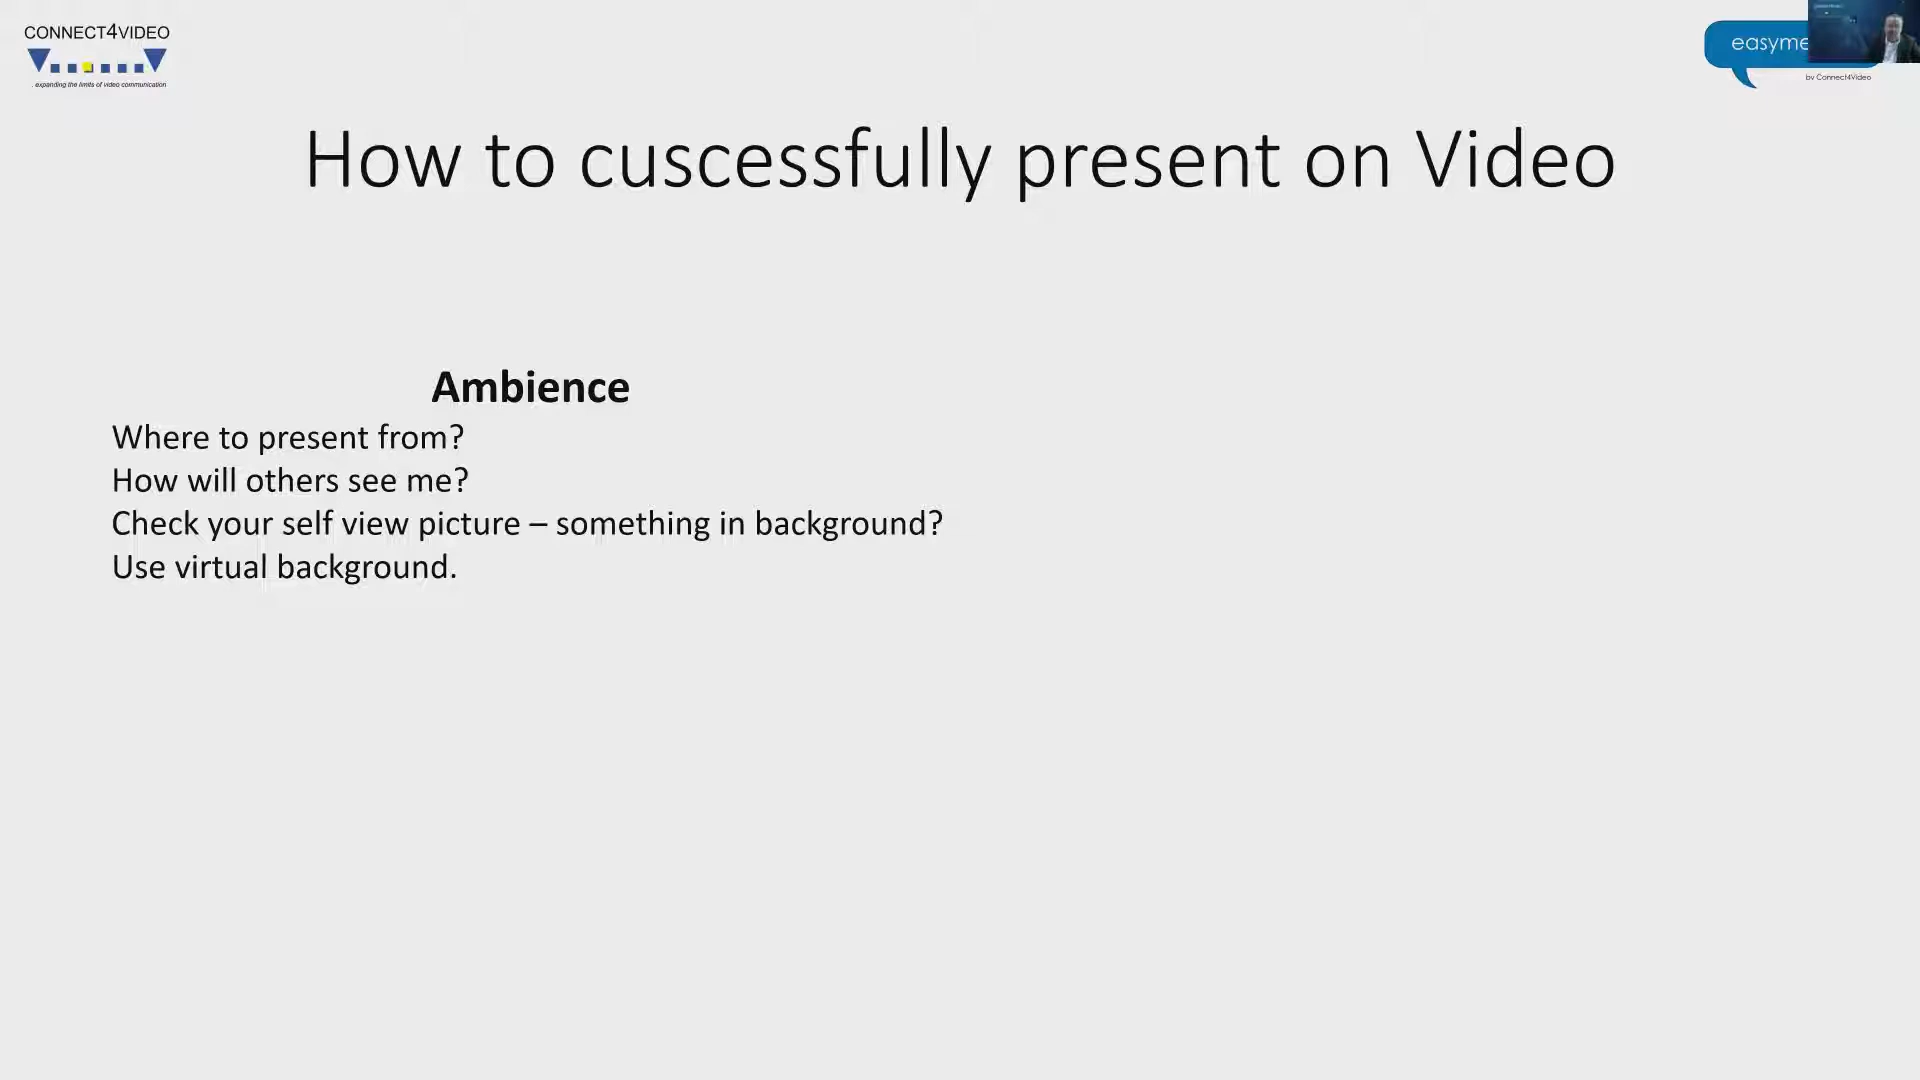 CONNECT4VIDEO
expanding the limits of video communication
easyme
by Connect4Video
How to cuscessfully present on Video
Ambience
Where to present from?
How will others see me?
Check your self view picture – something in background?
Use virtual background.